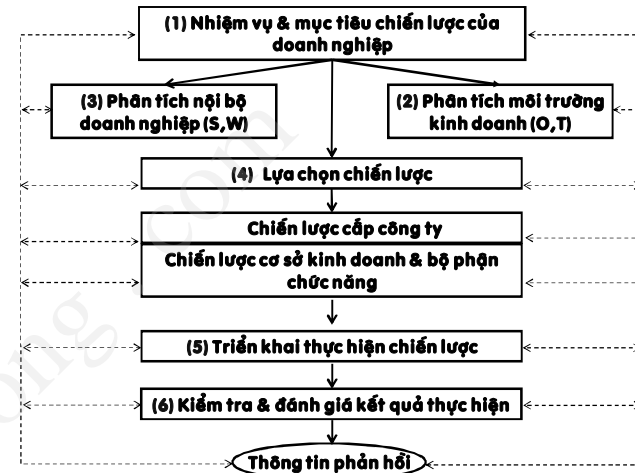 (1) Nhiệm vụ & mục tiêu chiến lược của
doanh nghiệp
(3) Phân tích nội bộ
doanh nghiệp (S,W)
(2) Phân tích môi trường
kinh doanh (O,T)
(4) Lựa chọn chiến lược
Chiến lược cấp công ty
Chiến lược cơ sở kinh doanh & bộ phận
chức năng
(5) Triển khai thực hiện chiến lược
(6) Kiểm tra & đánh giá kết quả thực hiện
Thông tin phản hồi
ong
com